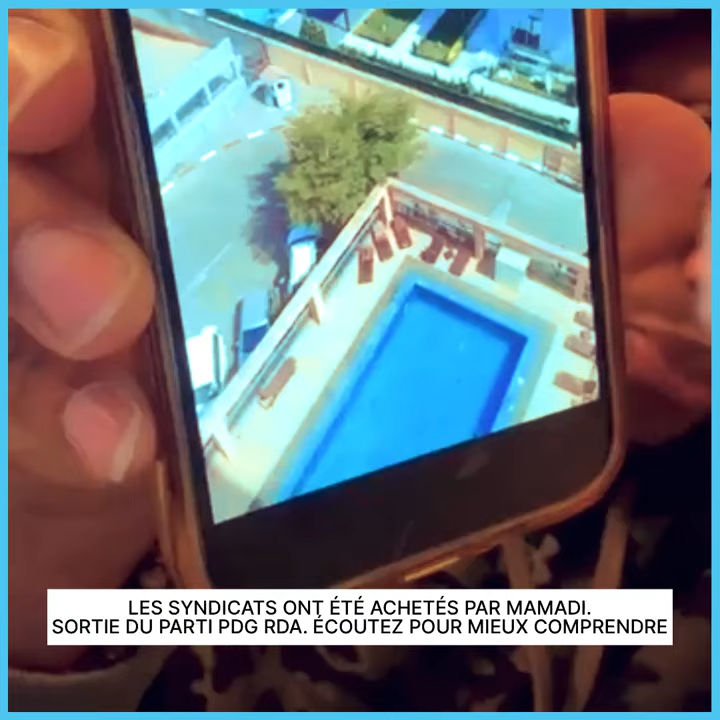 LES SYNDICATS ONT ÉTÉ ACHETÉS PAR MAMADI.
SORTIE DU PARTI PDG RDA. ÉCOUTEZ POUR MIEUX COMPRENDRE